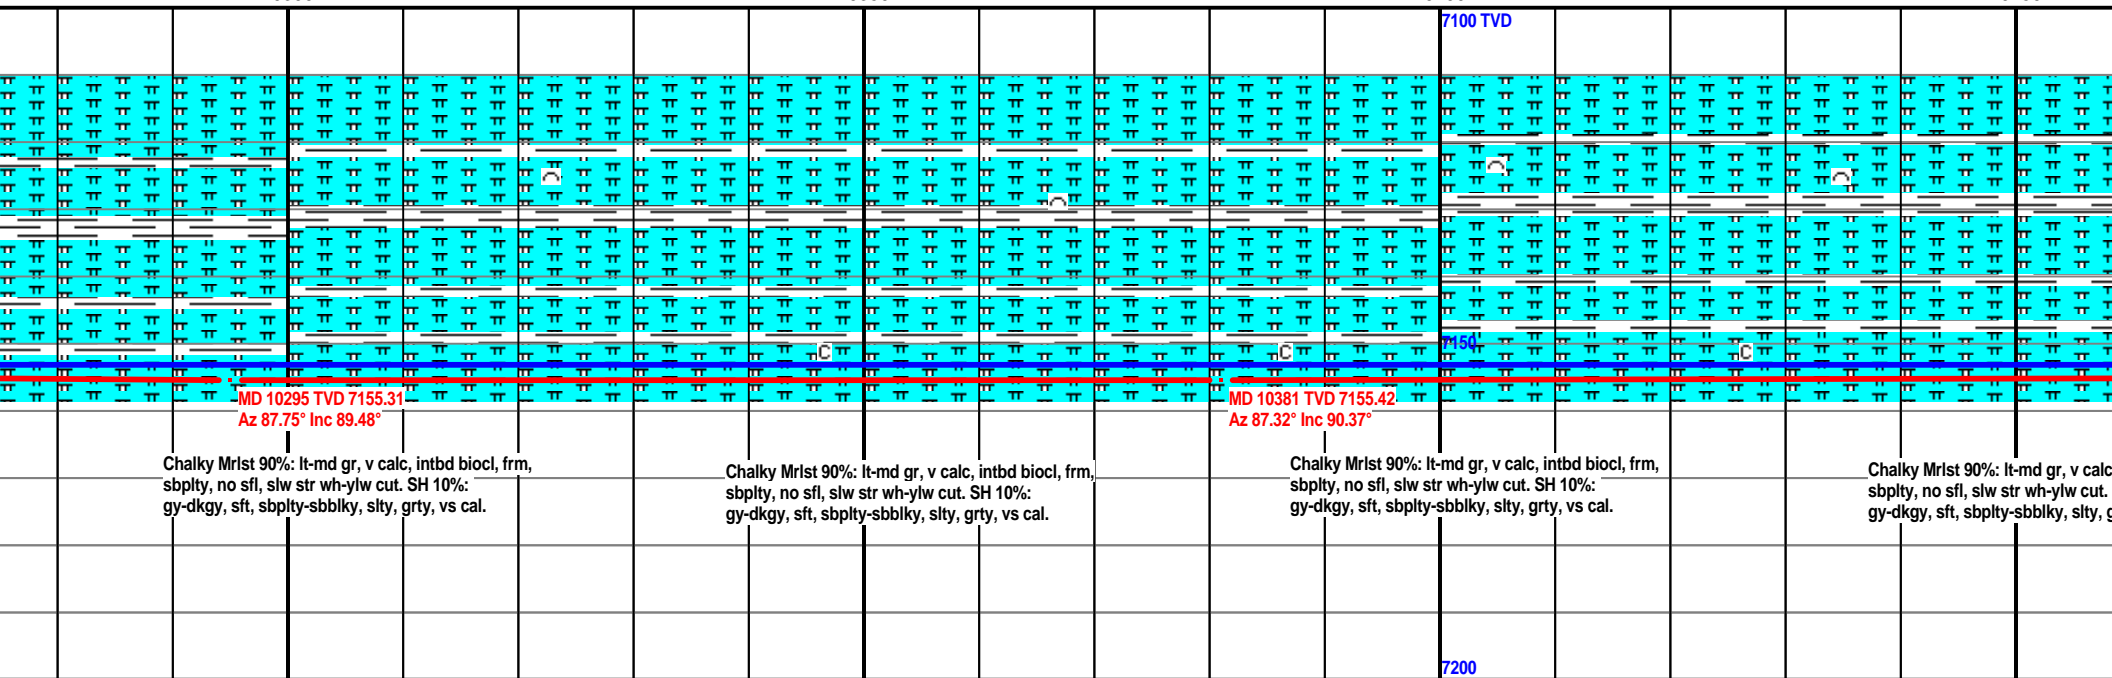 7100 TVD
C
C
7150
C
MD 10295 TVD 7155.31
Az 87.75° Inc 89.48°
MD 10381 TVD 7155.42
Az 87.32° Inc 90.37°
Chalky Mrlst 90%: lt-md gr, v calc, intbd biocl, frm,
sbplty, no sfl, slw str wh-ylw cut. SH 10%:
gy-dkgy, sft, sbplty-sbblky, slty, grty, vs cal.
Chalky Mrlst 90%: lt-md gr, v calc, intbd biocl, frm,
sbplty, no sfl, slw str wh-ylw cut. SH 10%:
gy-dkgy, sft, sbplty-sbblky, slty, grty, vs cal.
Chalky Mrlst 90%: lt-md gr, v calc, intbd biocl, frm,
sbplty, no sfl, slw str wh-ylw cut. SH 10%:
gy-dkgy, sft, sbplty-sbblky, slty, grty, vs cal.
Chalky Mrlst 90%: lt-md gr, v calc
sbplty, no sfl, slw str wh-ylw cut.
gy-dkgy, sft, sbplty-sbblky, slty, g
7200